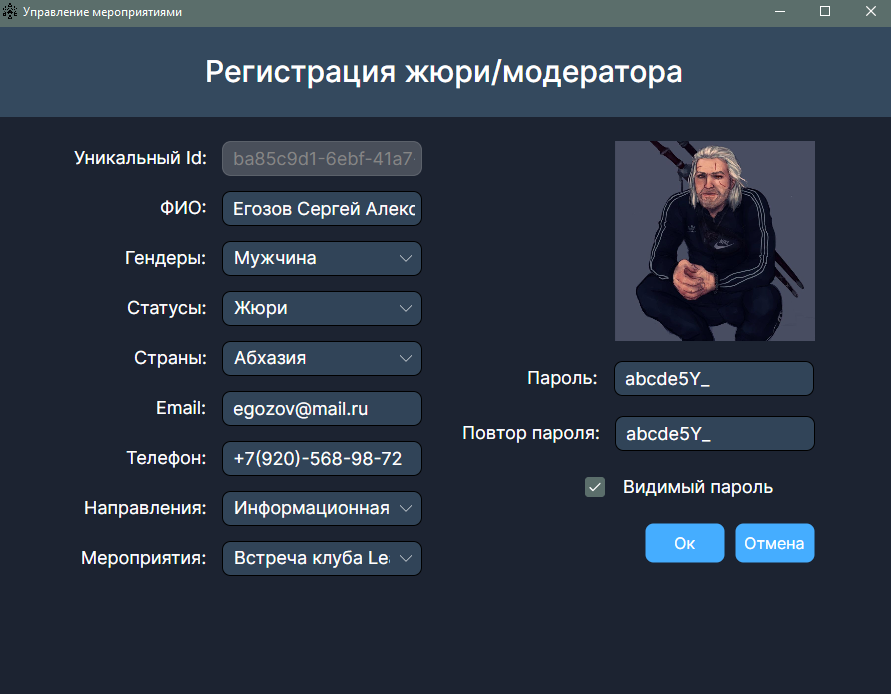 Управление мероприятиями
Регистрация жюри/модератора
Уникальный Id: ba85c9d1-6ebf-41a7-
ФИО: Егозов Сергей Алекс
Гендеры: Мужчина
Статусы: Жюри
Страны: Абхазия
Email: egozov@mail.ru
Телефон: +7(920)-568-98-72
Направления: Информационная
Мероприятия: Встреча клуба Le
Пароль: abcde5Y_
Повтор пароля: abcde5Y_
Видимый пароль
Ок Отмена